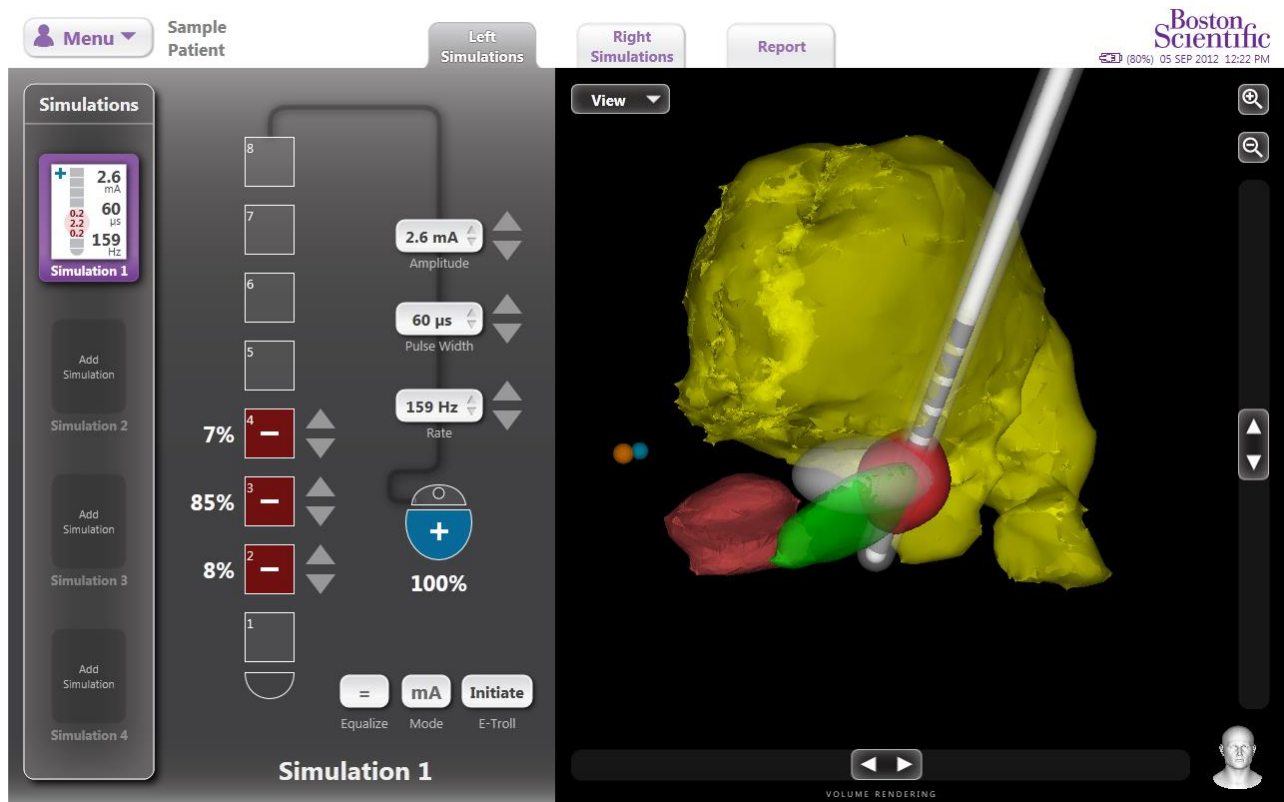 Menu
Sample
Patient
Left
Simulations
Right
Simulations
Report
Boston
Scientific
(80%) 05 SEP 2012 12:22 PM
Simulations
+
2.6
mA
60
µs
159
Hz
0.2
2.2
0.2
Simulation 1
Add
Simulation
Simulation 2
Add
Simulation
Simulation 3
Add
Simulation
Simulation 4
8
7
6
5
7%
4
−
85%
3
−
8%
2
−
1
2.6 mA
Amplitude
60 µs
Pulse Width
159 Hz
Rate
+
100%
=
Equalize
mA
Mode
Initiate
E-Troll
Simulation 1
View
VOLUME RENDERING